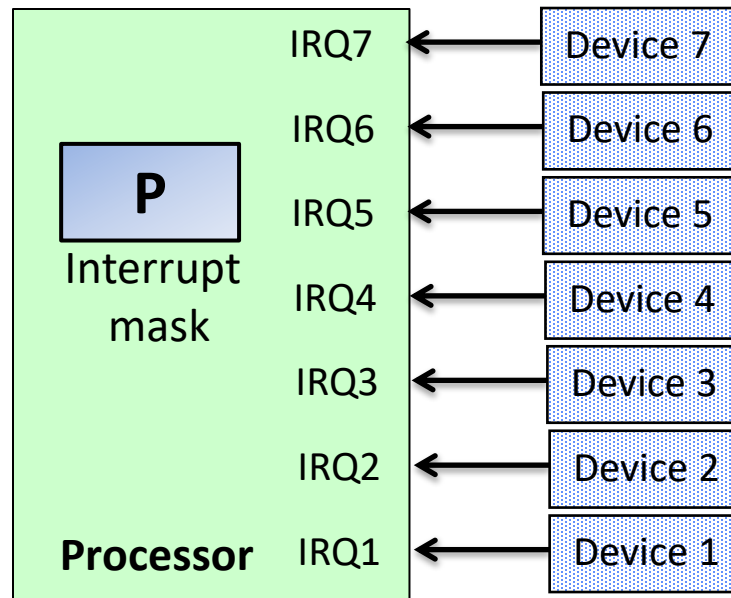 IRQ7 Device 7
IRQ6 Device 6
P
IRQ5 Device 5
Interrupt
mask
IRQ4 Device 4
IRQ3 Device 3
IRQ2 Device 2
Processor IRQ1 Device 1